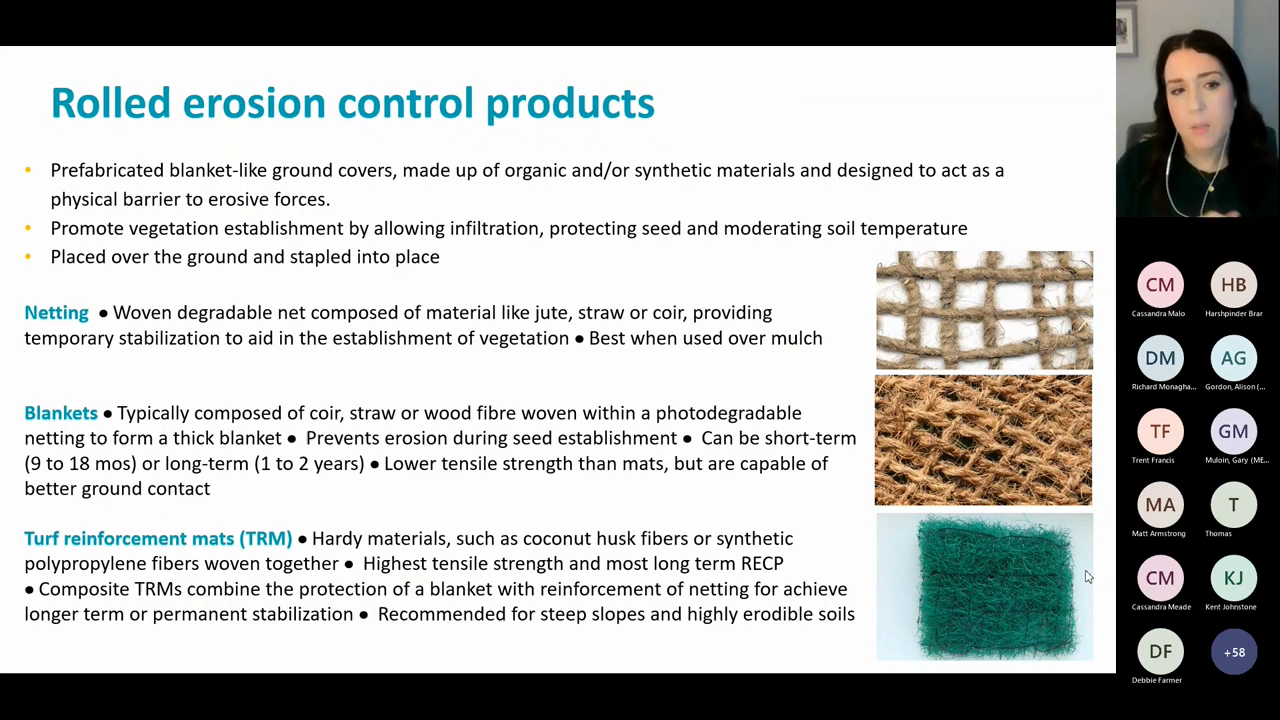 Rolled erosion control products
• Prefabricated blanket-like ground covers, made up of organic and/or synthetic materials and designed to act as a
physical barrier to erosive forces.
• Promote vegetation establishment by allowing infiltration, protecting seed and moderating soil temperature
• Placed over the ground and stapled into place
Netting ● Woven degradable net composed of material like jute, straw or coir, providing
temporary stabilization to aid in the establishment of vegetation ● Best when used over mulch
Blankets ● Typically composed of coir, straw or wood fibre woven within a photodegradable
netting to form a thick blanket ● Prevents erosion during seed establishment ● Can be short-term
(9 to 18 mos) or long-term (1 to 2 years) ● Lower tensile strength than mats, but are capable of
better ground contact
Turf reinforcement mats (TRM) ● Hardy materials, such as coconut husk fibers or synthetic
polypropylene fibers woven together ● Highest tensile strength and most long term RECP
● Composite TRMs combine the protection of a blanket with reinforcement of netting for achieve
longer term or permanent stabilization ● Recommended for steep slopes and highly erodible soils
CM HB
Cassandra Malo Harshpinder Brar
DM AG
Richard Monagha... Gordon, Alison (...
TF GM
Trent Francis Muloin, Gary (ME...
MA T
Matt Armstrong Thomas
CM KJ
Cassandra Meade Kent Johnstone
DF +58
Debbie Farmer